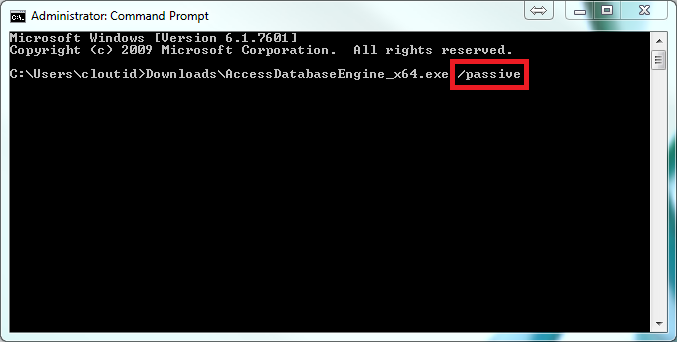 Administrator: Command Prompt
Microsoft Windows [Version 6.1.7601]
Copyright (c) 2009 Microsoft Corporation.  All rights reserved.
C:\Users\cloutid>Downloads\AccessDatabaseEngine_x64.exe /passive